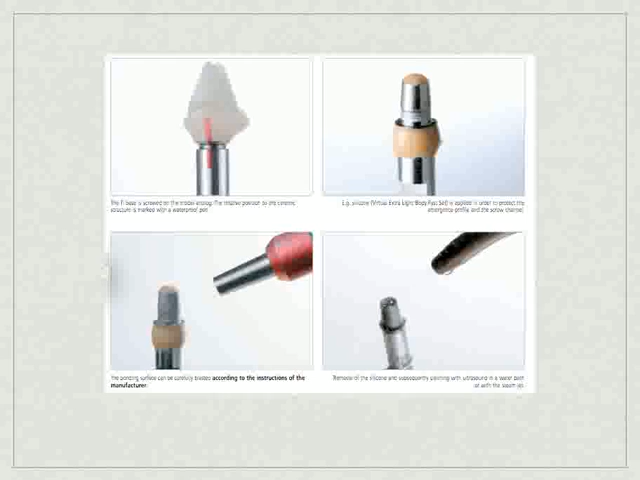 The Ti base is screwed on the model analog. The relative position to the ceramic
structure is marked with a waterproof pen
E.g. silicone (Virtual Extra Light Body Fast Set) is applied in order to protect the
emergence profile and the screw channel
The bonding surface can be carefully blasted according to the instructions of the
manufacturer
Removal of the silicone and subsequently cleaning with ultrasound in a water bath
or with the steam jet